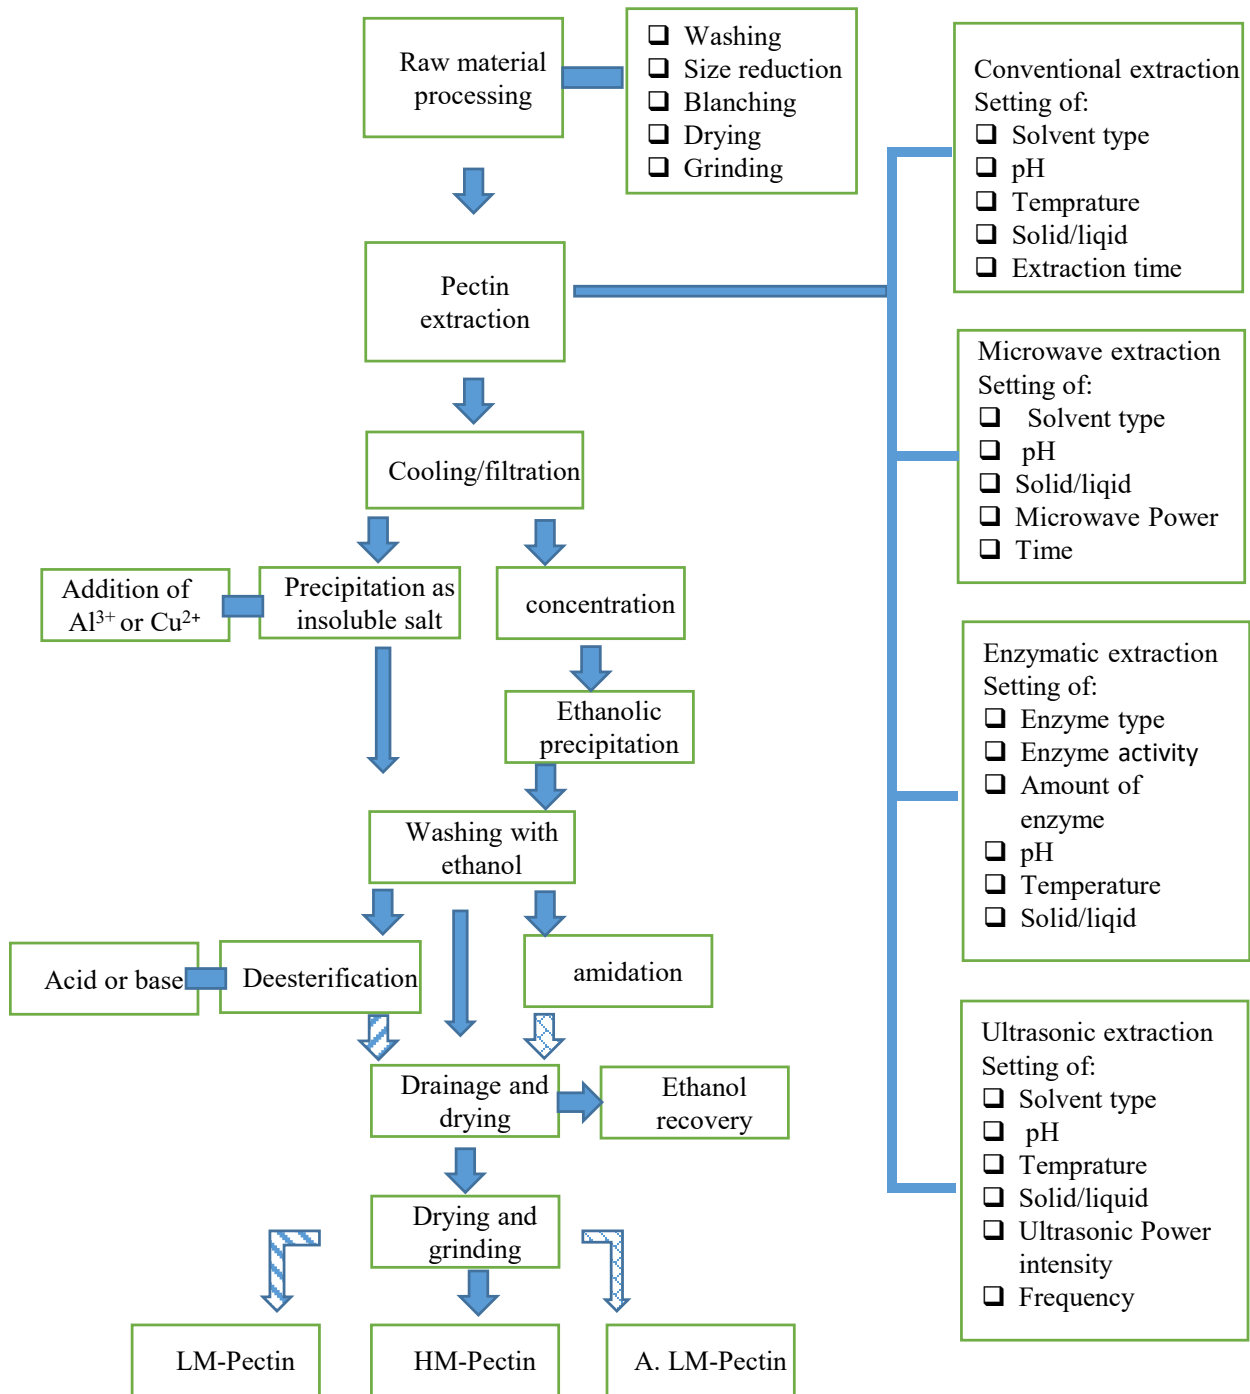 Raw material
processing
❑ Washing
❑ Size reduction
❑ Blanching
❑ Drying
❑ Grinding
Conventional extraction
Setting of:
❑ Solvent type
❑ pH
❑ Temprature
❑ Solid/liqid
❑ Extraction time
Pectin
extraction
Microwave extraction
Setting of:
❑ Solvent type
❑ pH
❑ Solid/liqid
❑ Microwave Power
❑ Time
Cooling/filtration
Addition of
Al³⁺ or Cu²⁺
Precipitation as
insoluble salt
concentration
Ethanolic
precipitation
Enzymatic extraction
Setting of:
❑ Enzyme type
❑ Enzyme activity
❑ Amount of
enzyme
❑ pH
❑ Temperature
❑ Solid/liqid
Washing with
ethanol
Acid or base
Deesterification
amidation
Drainage and
drying
Ethanol
recovery
Ultrasonic extraction
Setting of:
❑ Solvent type
❑ pH
❑ Temprature
❑ Solid/liquid
❑ Ultrasonic Power
intensity
❑ Frequency
Drying and
grinding
LM-Pectin
HM-Pectin
A. LM-Pectin